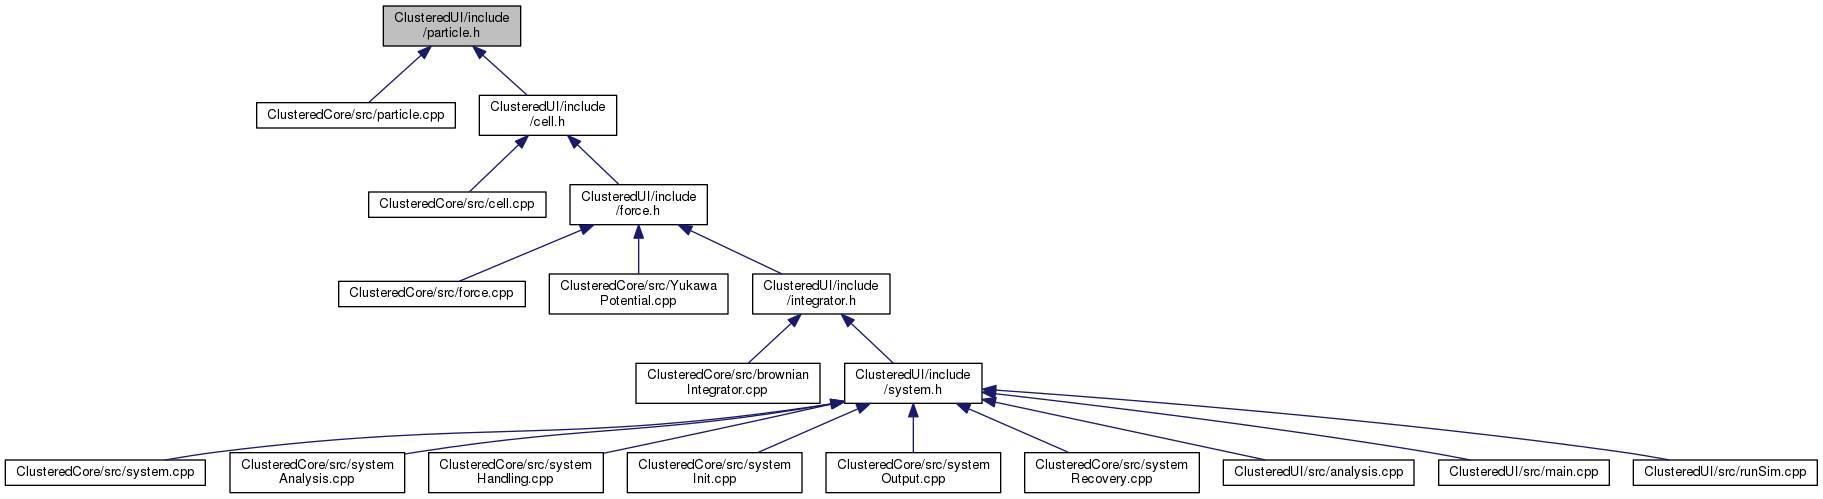 ClusteredUI/include
/particle.h
ClusteredCore/src/particle.cpp
ClusteredUI/include
/cell.h
ClusteredCore/src/cell.cpp
ClusteredUI/include
/force.h
ClusteredCore/src/force.cpp
ClusteredCore/src/Yukawa
Potential.cpp
ClusteredUI/include
/integrator.h
ClusteredCore/src/brownian
Integrator.cpp
ClusteredUI/include
/system.h
ClusteredCore/src/system.cpp
ClusteredCore/src/system
Analysis.cpp
ClusteredCore/src/system
Handling.cpp
ClusteredCore/src/system
Init.cpp
ClusteredCore/src/system
Output.cpp
ClusteredCore/src/system
Recovery.cpp
ClusteredUI/src/analysis.cpp
ClusteredUI/src/main.cpp
ClusteredUI/src/runSim.cpp